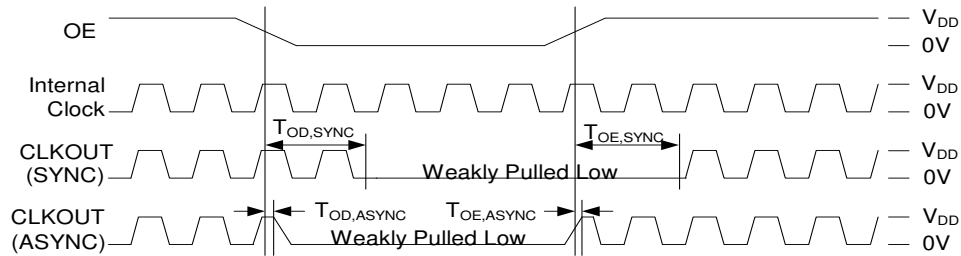 OE
V_DD
0V
Internal
Clock
V_DD
0V
T_OD,SYNC
T_OE,SYNC
CLKOUT
(SYNC)
Weakly Pulled Low
V_DD
0V
CLKOUT
(ASYNC)
T_OD,ASYNC
T_OE,ASYNC
Weakly Pulled Low
V_DD
0V